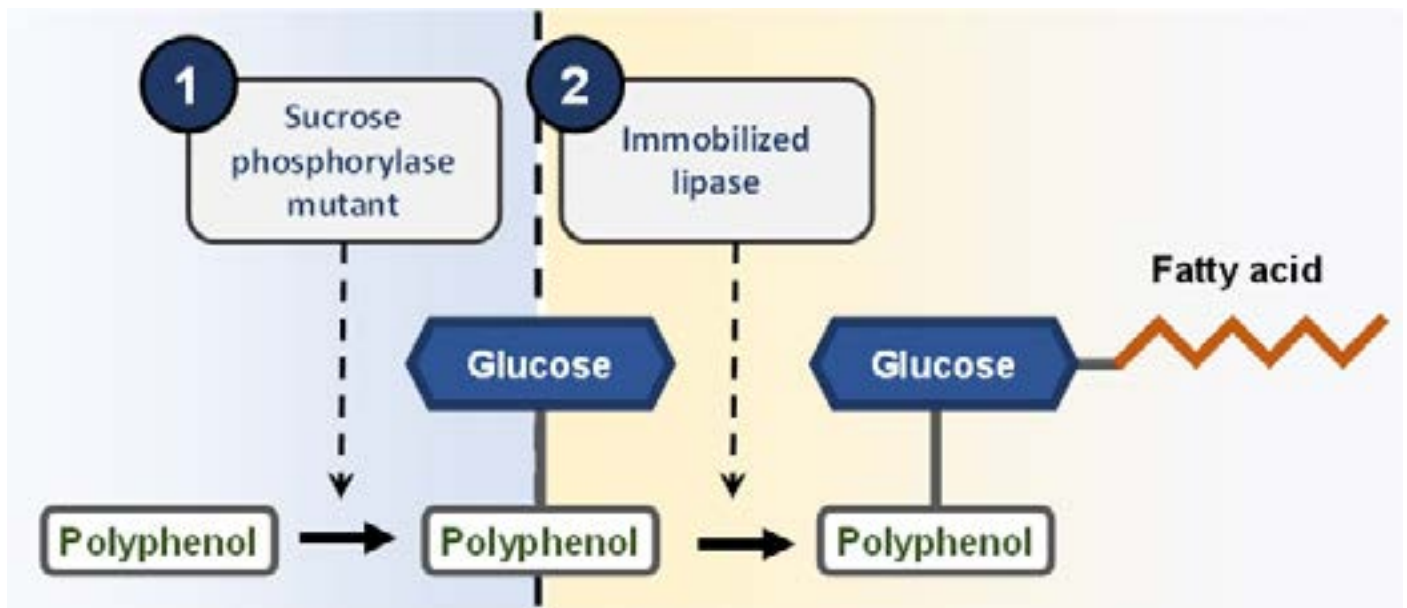 1
Sucrose
phosphorylase
mutant
2
Immobilized
lipase
Fatty acid
Glucose
Glucose
Polyphenol
Polyphenol
Polyphenol